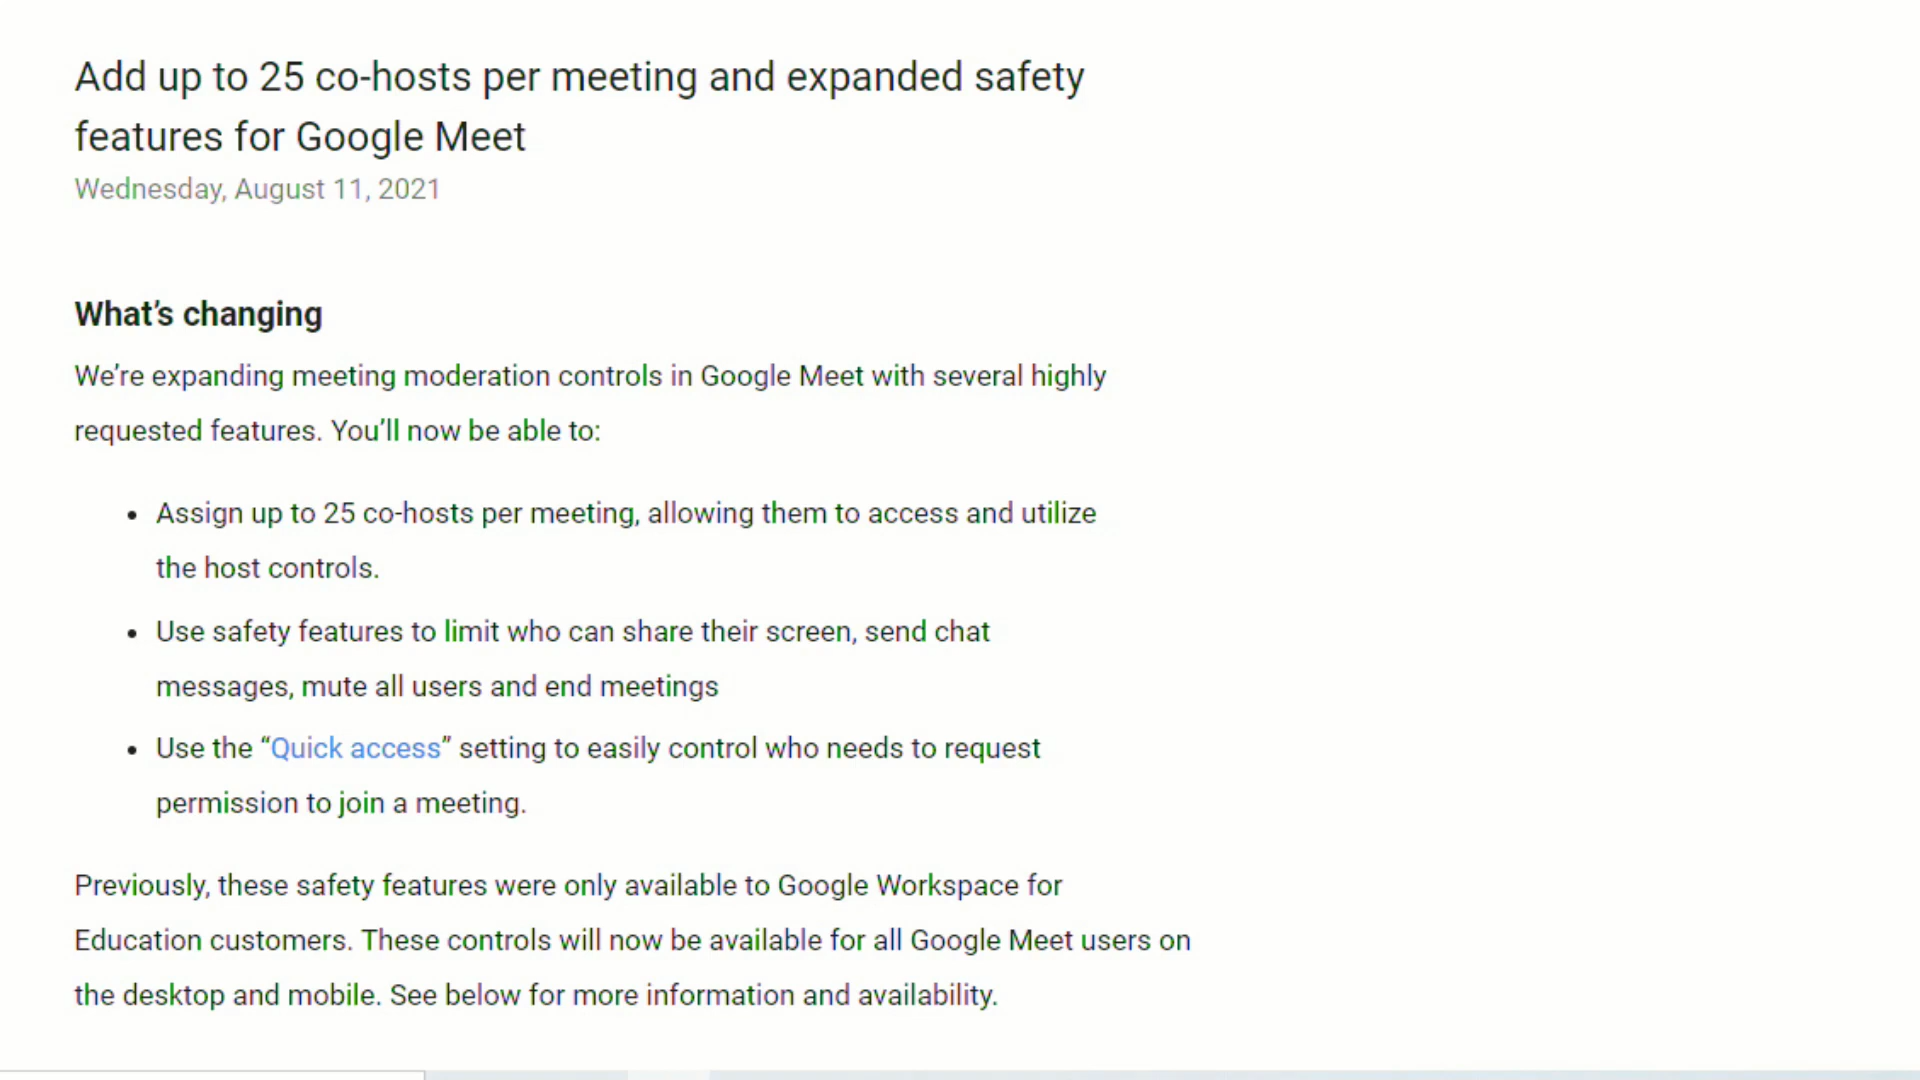 Add up to 25 co-hosts per meeting and expanded safety
features for Google Meet
Wednesday, August 11, 2021
What’s changing
We’re expanding meeting moderation controls in Google Meet with several highly
requested features. You’ll now be able to:
• Assign up to 25 co-hosts per meeting, allowing them to access and utilize
the host controls.
• Use safety features to limit who can share their screen, send chat
messages, mute all users and end meetings
• Use the “Quick access” setting to easily control who needs to request
permission to join a meeting.
Previously, these safety features were only available to Google Workspace for
Education customers. These controls will now be available for all Google Meet users on
the desktop and mobile. See below for more information and availability.